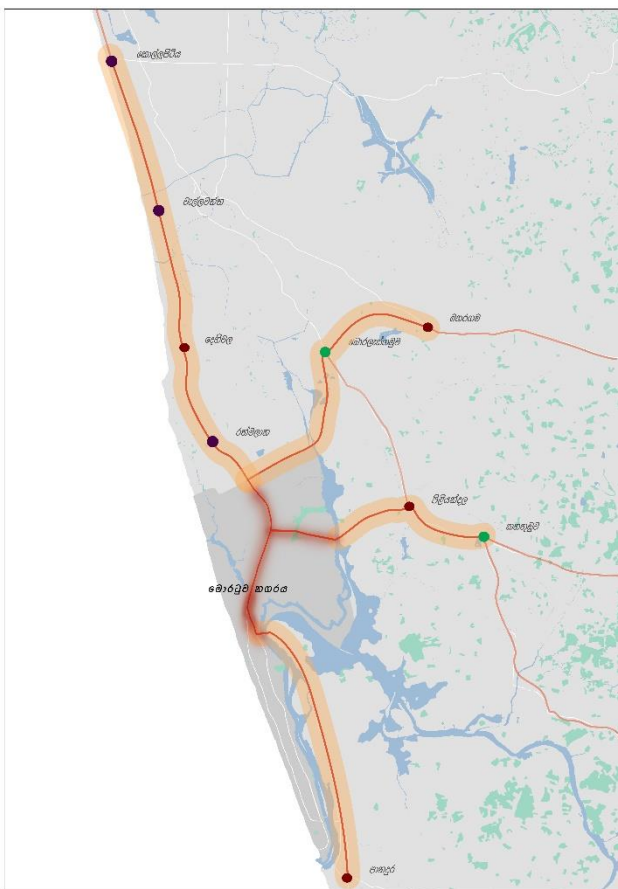 කොල්ලුපිටිය
වැල්ලවත්ත
මහරගම
බොරලැස්ගමුව
දෙහිවල
රත්මලාන
පිළියන්දල
කහතුඩුව
මොරටුව නගරය
පානදුර